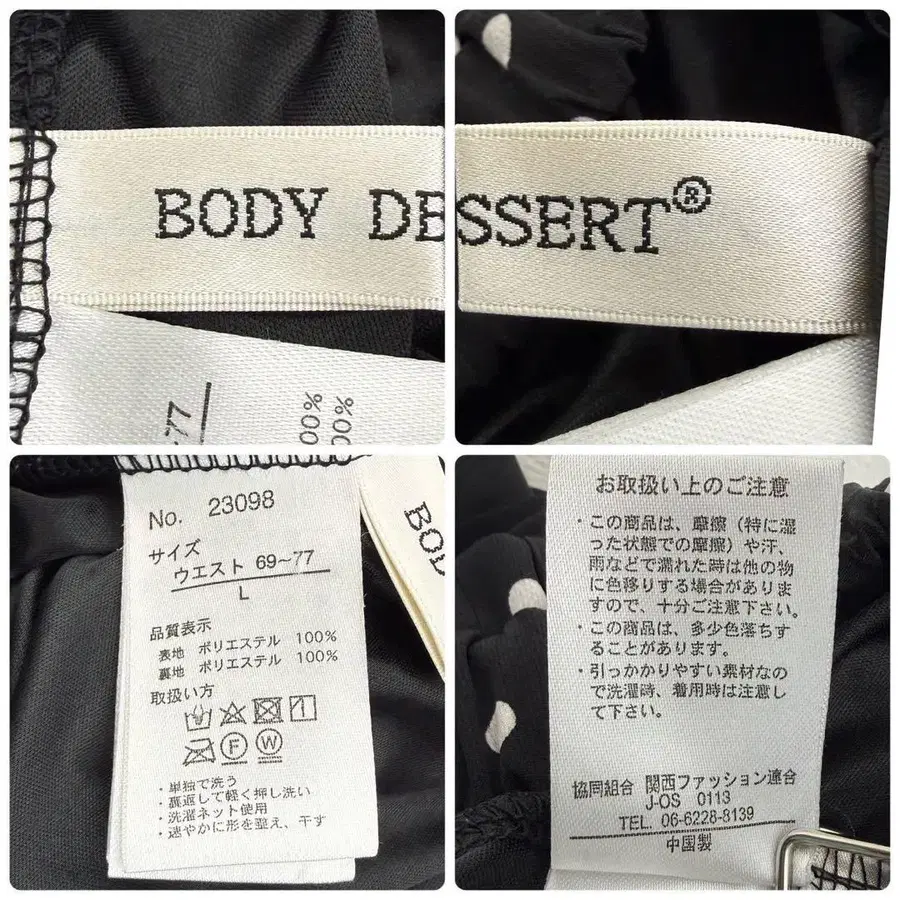 BODY DE
SSERT®
-77
00%
00%
No. 23098
サイズ
ウエスト 69~77
L
品質表示
表地 ポリエステル 100%
裏地 ポリエステル 100%
取扱い方
F W
・単独で洗う
・裏返して軽く押し洗い
・洗濯ネット使用
・速やかに形を整え、干す
BOD
お取扱い上のご注意
・この商品は、摩擦（特に湿
った状態での摩擦）や汗、
雨などで濡れた時は他の物
に色移りする場合がありま
すので、十分ご注意下さい。
・この商品は、多少色落ちす
ることがあります。
・引っかかりやすい素材なの
で洗濯時、着用時は注意し
て下さい。
協同組合 関西ファッション連合
J-OS 0113
TEL. 06-6228-8139
中国製